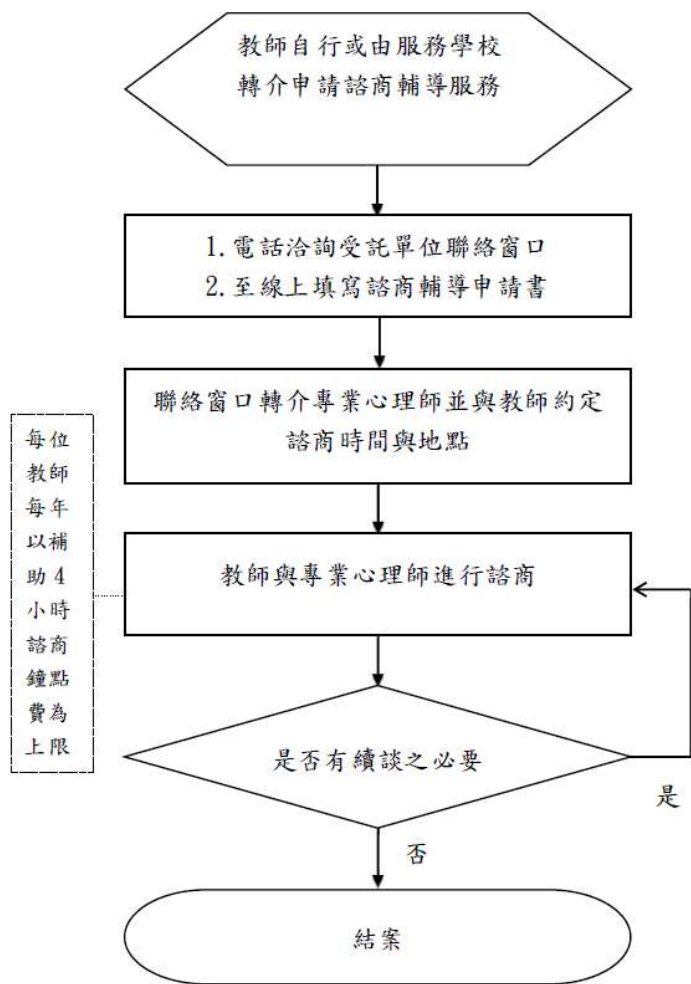 教師自行或由服務學校
轉介申請諮商輔導服務
1.電話洽詢受託單位聯絡窗口
2.至線上填寫諮商輔導申請書
聯絡窗口轉介專業心理師並與教師約定
諮商時間與地點
每位
教師
每年
以補
助4
小時
諮商
鐘點
費為
上限
教師與專業心理師進行諮商
是否有續談之必要
是
否
結案